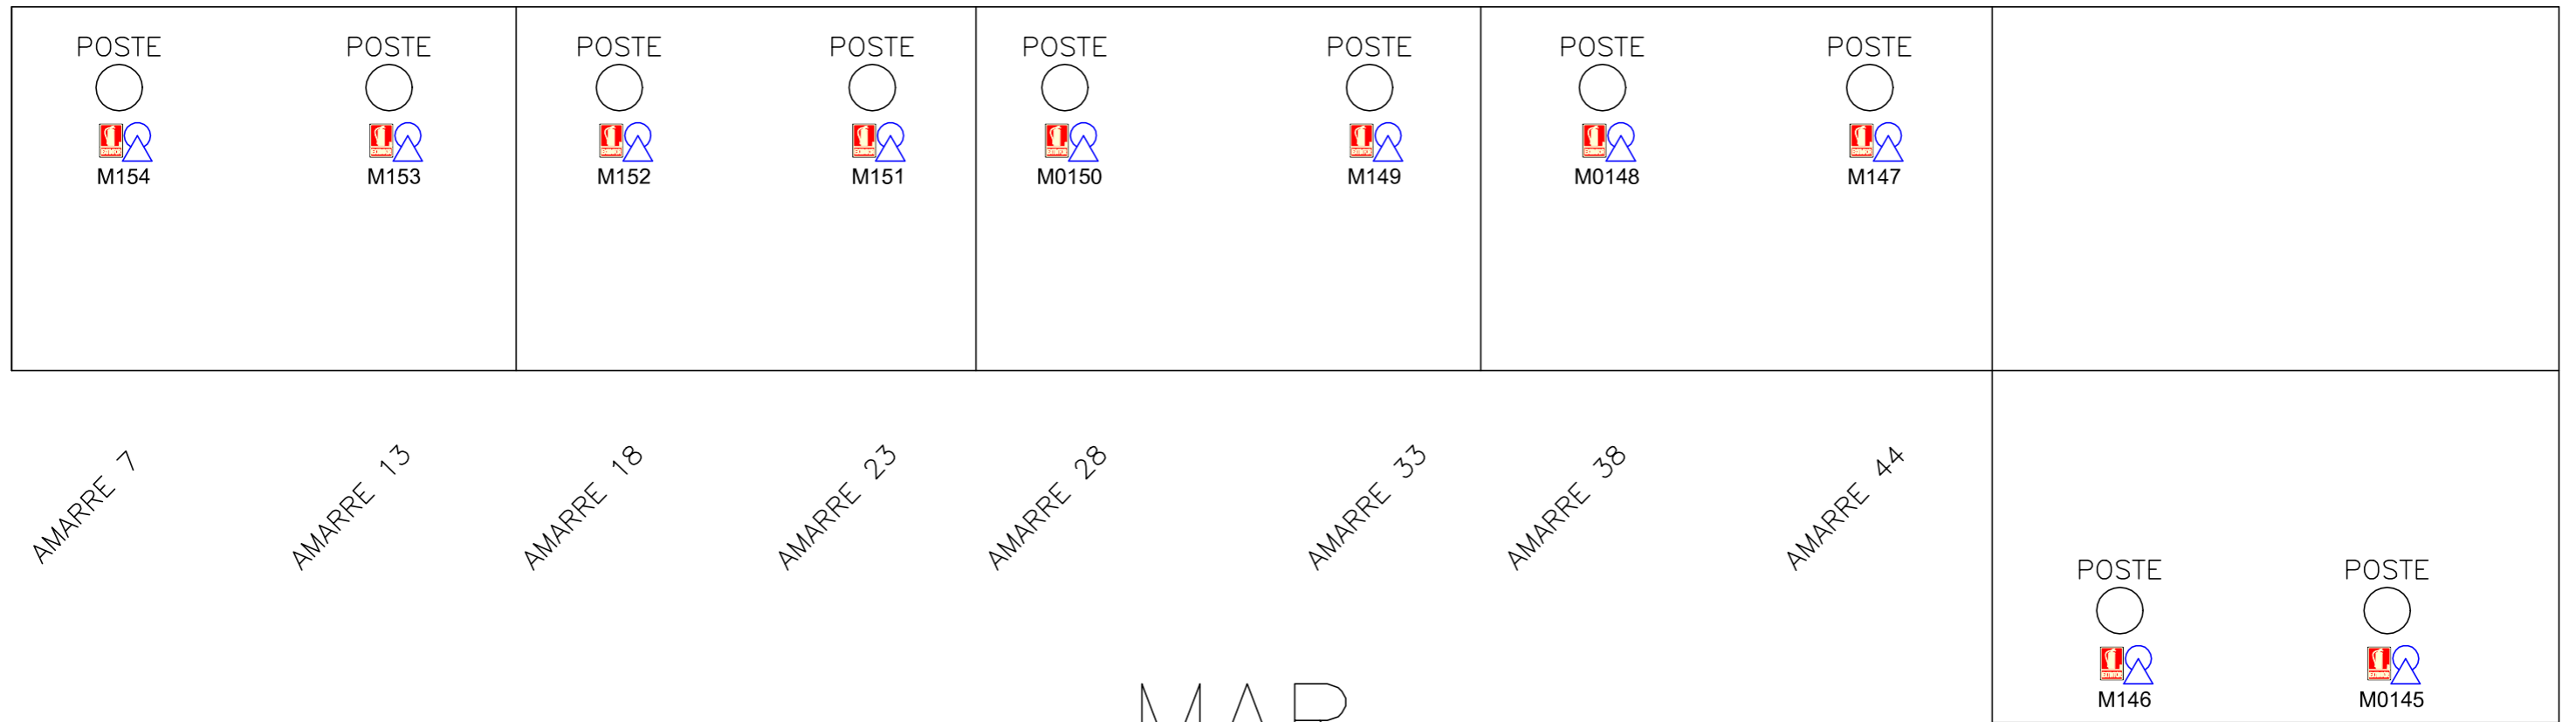 POSTE POSTE POSTE POSTE POSTE POSTE POSTE POSTE
M154 M153 M152 M151 M0150 M149 M0148 M147
AMARRE 7 AMARRE 13 AMARRE 18 AMARRE 23 AMARRE 28 AMARRE 33 AMARRE 38 AMARRE 44
POSTE POSTE
M146 M0145
MAR